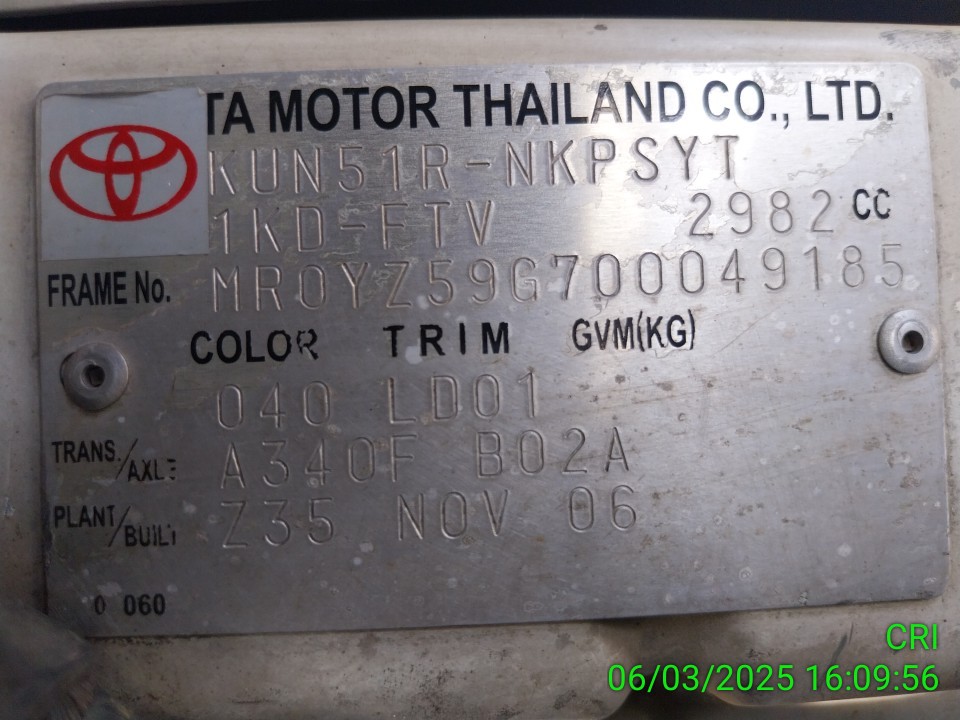 TA MOTOR THAILAND CO., LTD.
KUN51R-NKPSYT
1KD-FTV 2982 CC
FRAME No. MR0YZ59G700049185
COLOR TRIM GVM(KG)
040 LD01
TRANS./AXLE A340F B02A
PLANT/BUILT Z35 NOV 06
0 060
CRI
06/03/2025 16:09:56